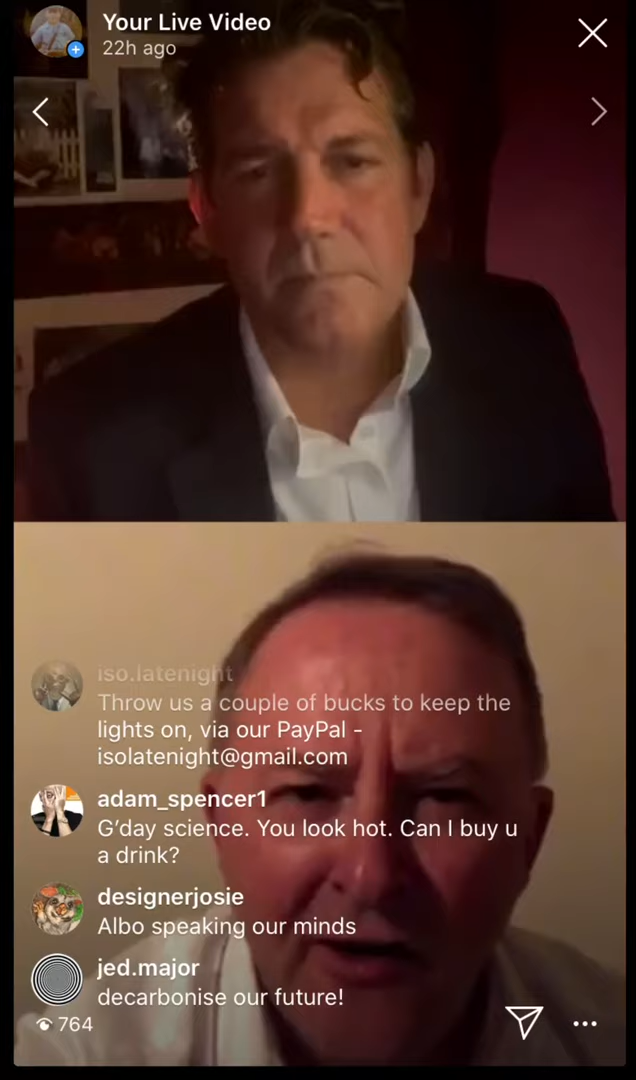 Your Live Video
22h ago
iso.latenight
Throw us a couple of bucks to keep the
lights on, via our PayPal -
isolatenight@gmail.com
adam_spencer1
G'day science. You look hot. Can I buy u
a drink?
designerjosie
Albo speaking our minds
jed.major
decarbonise our future!
764